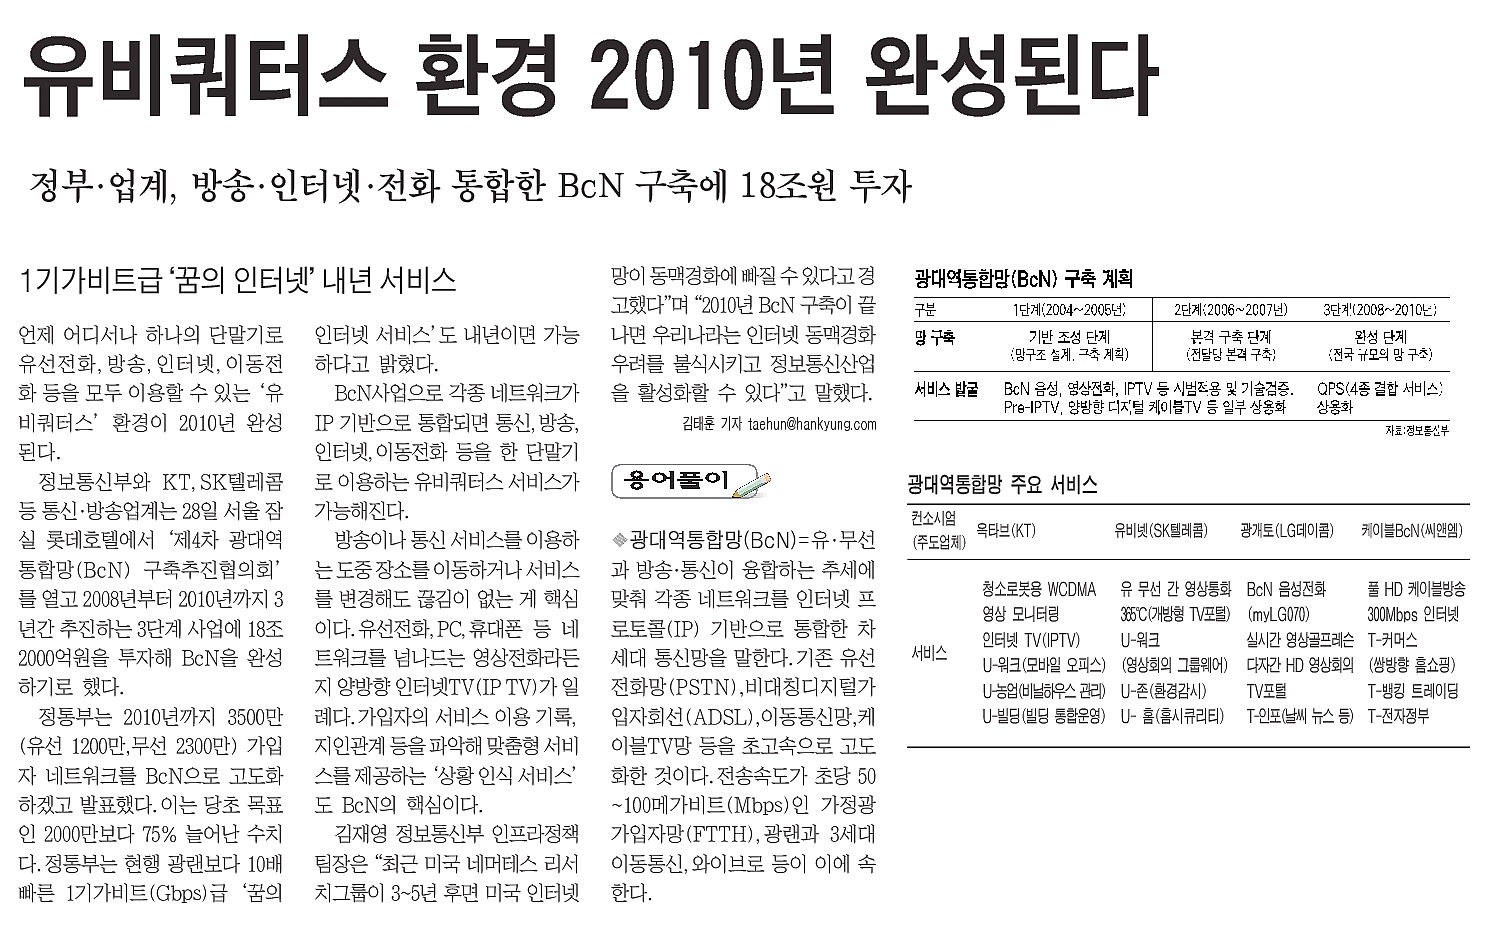 유비쿼터스 환경 2010년 완성된다
정부·업계, 방송·인터넷·전화 통합한 BcN 구축에 18조원 투자
1기가비트급 ‘꿈의 인터넷’ 내년 서비스
언제 어디서나 하나의 단말기로
유선전화, 방송, 인터넷, 이동전
화 등을 모두 이용할 수 있는 ‘유
비쿼터스’ 환경이 2010년 완성
된다.
정보통신부와 KT, SK텔레콤
등 통신·방송업계는 28일 서울 잠
실 롯데호텔에서 ‘제4차 광대역
통합망(BcN) 구축추진협의회’
를 열고 2008년부터 2010년까지 3
년간 추진하는 3단계 사업에 18조
2000억원을 투자해 BcN을 완성
하기로 했다.
정통부는 2010년까지 3500만
(유선 1200만, 무선 2300만) 가입
자 네트워크를 BcN으로 고도화
하겠고 발표했다. 이는 당초 목표
인 2000만보다 75% 늘어난 수치
다. 정통부는 현행 광랜보다 10배
빠른 1기가비트(Gbps)급 ‘꿈의
인터넷 서비스’도 내년이면 가능
하다고 밝혔다.
BcN사업으로 각종 네트워크가
IP 기반으로 통합되면 통신, 방송,
인터넷, 이동전화 등을 한 단말기
로 이용하는 유비쿼터스 서비스가
가능해진다.
방송이나 통신 서비스를 이용하
는 도중 장소를 이동하거나 서비스
를 변경해도 끊김이 없는 게 핵심
이다. 유선전화, PC, 휴대폰 등 네
트워크를 넘나드는 영상전화라든
지 양방향 인터넷TV(IP TV)가 일
례다. 가입자의 서비스 이용 기록,
지인관계 등을 파악해 맞춤형 서비
스를 제공하는 ‘상황 인식 서비스’
도 BcN의 핵심이다.
김재영 정보통신부 인프라정책
팀장은 “최근 미국 네머테스 리서
치그룹이 3~5년 후면 미국 인터넷
망이 동맥경화에 빠질 수 있다고 경
고했다”며 “2010년 BcN 구축이 끝
나면 우리나라는 인터넷 동맥경화
우려를 불식시키고 정보통신산업
을 활성화할 수 있다”고 말했다.
김태훈 기자 taehun@hankyung.com
용어풀이
◆광대역통합망(BcN)=유·무선
과 방송·통신이 융합하는 추세에
맞춰 각종 네트워크를 인터넷 프
로토콜(IP) 기반으로 통합한 차
세대 통신망을 말한다. 기존 유선
전화망(PSTN), 비대칭디지털가
입자회선(ADSL), 이동통신망, 케
이블TV망 등을 초고속으로 고도
화한 것이다. 전송속도가 초당 50
~100메가비트(Mbps)인 가정광
가입자망(FTTH), 광랜과 3세대
이동통신, 와이브로 등이 이에 속
한다.
광대역통합망(BcN) 구축 계획
구분 1단계(2004~2005년) 2단계(2006~2007년) 3단계(2008~2010년)
망 구축 기반 조성 단계 본격 구축 단계 완성 단계
(망구조 설계, 구축 계획) (전달망 본격 구축) (전국 규모의 망 구축)
서비스 발굴 BcN 음성, 영상전화, IPTV 등 시범적용 및 기술검증. QPS(4종 결합 서비스)
Pre-IPTV, 양방향 디지털 케이블TV 등 일부 상용화 상용화
자료:정보통신부
광대역통합망 주요 서비스
컨소시엄 (주도업체) 옥타브(KT) 유비넷(SK텔레콤) 광개토(LG데이콤) 케이블BcN(씨앤엠)
청소로봇용 WCDMA 유 무선 간 영상통화 BcN 음성전화 풀 HD 케이블방송
영상 모니터링 365℃(개방형 TV포털) (myLG070) 300Mbps 인터넷
인터넷 TV(IPTV) U-워크 실시간 영상골프레슨 T-커머스
서비스 U-워크(모바일 오피스) (영상회의 그룹웨어) 다자간 HD 영상회의 (쌍방향 홈쇼핑)
U-농업(비닐하우스 관리) U-존(환경감시) TV포털 T-뱅킹 트레이딩
U-빌딩(빌딩 통합운영) U- 홈(홈시큐리티) T-인포(날씨 뉴스 등) T-전자정부